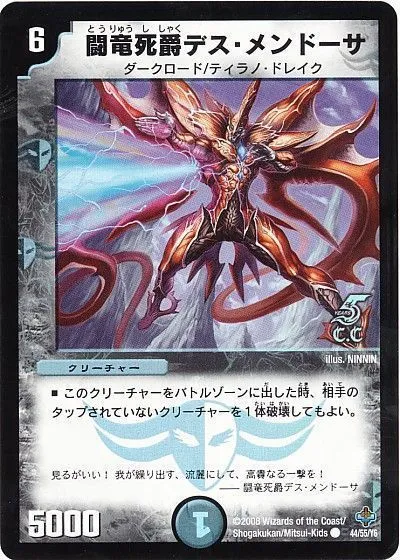 6
とうりゅう し しゃく
闘竜死爵デス・メンドーサ
ダークロード/ティラノ・ドレイク
5
YEARS
C.C
illus. NINNIN
クリーチャー
■ このクリーチャーをバトルゾーンに出した時、相手の
タップされていないクリーチャーを1体破壊してもよい。
見るがいい！ 我が繰り出す、流麗にして、高貴なる一撃を！
―― 闘竜死爵デス・メンドーサ
5000
1
©2008 Wizards of the Coast/
Shogakukan/Mitsui-Kids ● 44/55/Y6